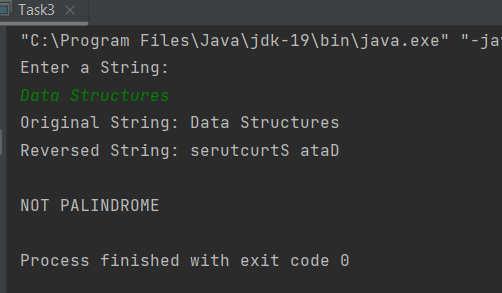 Task3
"C:\Program Files\Java\jdk-19\bin\java.exe" "-jav
Enter a String:
Data Structures
Original String: Data Structures
Reversed String: serutcurtS ataD
NOT PALINDROME
Process finished with exit code 0